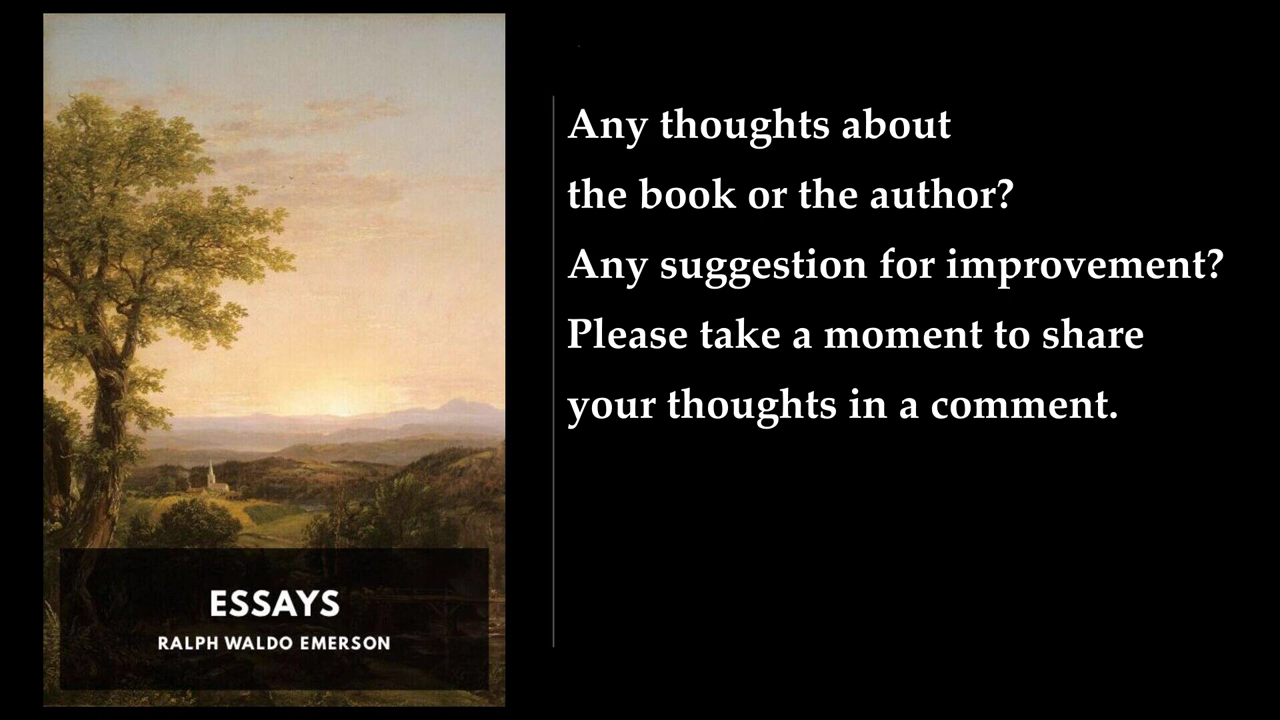 ESSAYS
RALPH WALDO EMERSON
Any thoughts about
the book or the author?
Any suggestion for improvement?
Please take a moment to share
your thoughts in a comment.